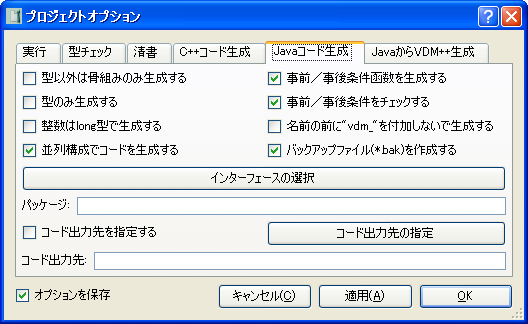 プロジェクトオプション
実行 型チェック 清書 C++コード生成 Javaコード生成 JavaからVDM++生成
型以外は骨組みのみ生成する 事前／事後条件函数を生成する
型のみ生成する 事前／事後条件をチェックする
整数はlong型で生成する 名前の前に"vdm_"を付加しないで生成する
並列構成でコードを生成する バックアップファイル(*.bak)を作成する
インターフェースの選択
パッケージ:
コード出力先を指定する コード出力先の指定
コード出力先:
オプションを保存 キャンセル(C) 適用(A) OK